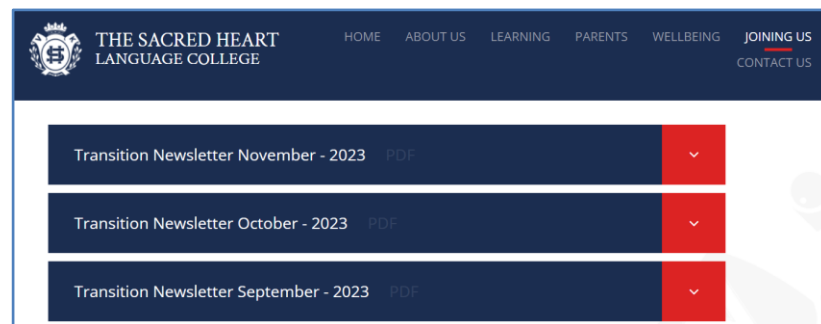 THE SACRED HEART
LANGUAGE COLLEGE
HOME ABOUT US LEARNING PARENTS WELLBEING JOINING US
CONTACT US
Transition Newsletter November - 2023 PDF
Transition Newsletter October - 2023 PDF
Transition Newsletter September - 2023 PDF